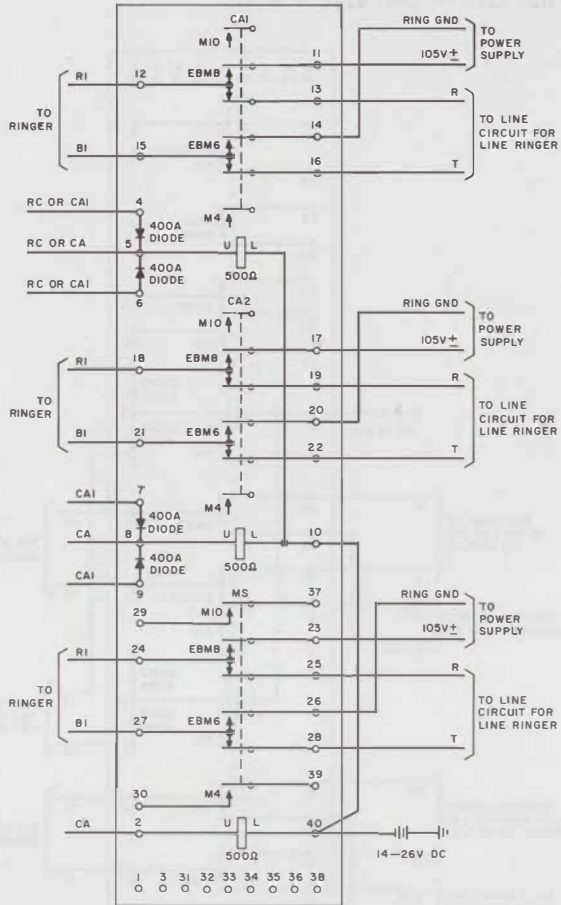 CA1
RING GND
M10
TO
POWER
SUPPLY
11
105V±
R1
12
EBM8
13
R
TO
RINGER
14
TO LINE
CIRCUIT FOR
LINE RINGER
B1
15
EBM6
16
T
RC OR CA1
4
M4
400A
DIODE
RC OR CA
5
U
L
400A
DIODE
500Ω
RC OR CA1
6
CA2
RING GND
M10
TO
POWER
SUPPLY
17
105V±
R1
18
EBM8
19
R
TO
RINGER
20
TO LINE
CIRCUIT FOR
LINE RINGER
B1
21
EBM6
22
T
CA1
7
M4
400A
DIODE
CA
8
U
L
10
400A
DIODE
500Ω
CA1
9
MS
37
RING GND
29
M10
TO
POWER
SUPPLY
23
105V±
R1
24
EBM8
25
R
TO
RINGER
26
TO LINE
CIRCUIT FOR
LINE RINGER
B1
27
EBM6
28
T
39
30
M4
CA
2
U
L
40
500Ω
14-26V DC
1 3 31 32 33 34 35 36 38